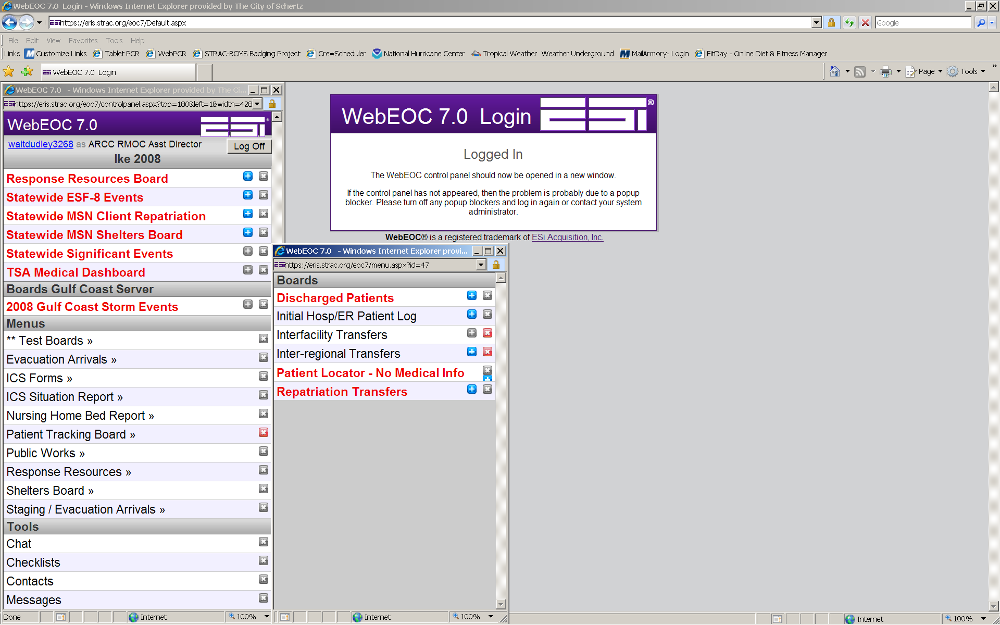 WebEOC 7.0 Login - Windows Internet Explorer provided by The City of Schertz
https://eris.strac.org/eoc7/Default.aspx
Google
File Edit View Favorites Tools Help
Links Customize Links Tablet PCR WebPCR STRAC-BCMS Badging Project CrewScheduler National Hurricane Center Tropical Weather Weather Underground MailArmory- Login FitDay - Online Diet & Fitness Manager
WebEOC 7.0 Login
Page Tools »
WebEOC 7.0 - Windows Internet Explorer provided by The Ci...
https://eris.strac.org/eoc7/controlpanel.aspx?top=180&left=1&width=428
WebEOC 7.0 ESi
waitdudley3268 as ARCC RMOC Asst Director
Log Off
Ike 2008
Response Resources Board
Statewide ESF-8 Events
Statewide MSN Client Repatriation
Statewide MSN Shelters Board
Statewide Significant Events
TSA Medical Dashboard
Boards Gulf Coast Server
2008 Gulf Coast Storm Events
Menus
** Test Boards »
Evacuation Arrivals »
ICS Forms »
ICS Situation Report »
Nursing Home Bed Report »
Patient Tracking Board »
Public Works »
Response Resources »
Shelters Board »
Staging / Evacuation Arrivals »
Tools
Chat
Checklists
Contacts
Messages
Done Internet 100%
WebEOC 7.0 Login ESi®
Logged In
The WebEOC control panel should now be opened in a new window.
If the control panel has not appeared, then the problem is probably due to a popup
blocker. Please turn off any popup blockers and log in again or contact your system
administrator.
WebEOC® is a registered trademark of ESi Acquisition, Inc.
WebEOC 7.0 - Windows Internet Explorer provi...
https://eris.strac.org/eoc7/menu.aspx?id=47
Boards
Discharged Patients
Initial Hosp/ER Patient Log
Interfacility Transfers
Inter-regional Transfers
Patient Locator - No Medical Info
Repatriation Transfers
Internet 100%
Internet 100%